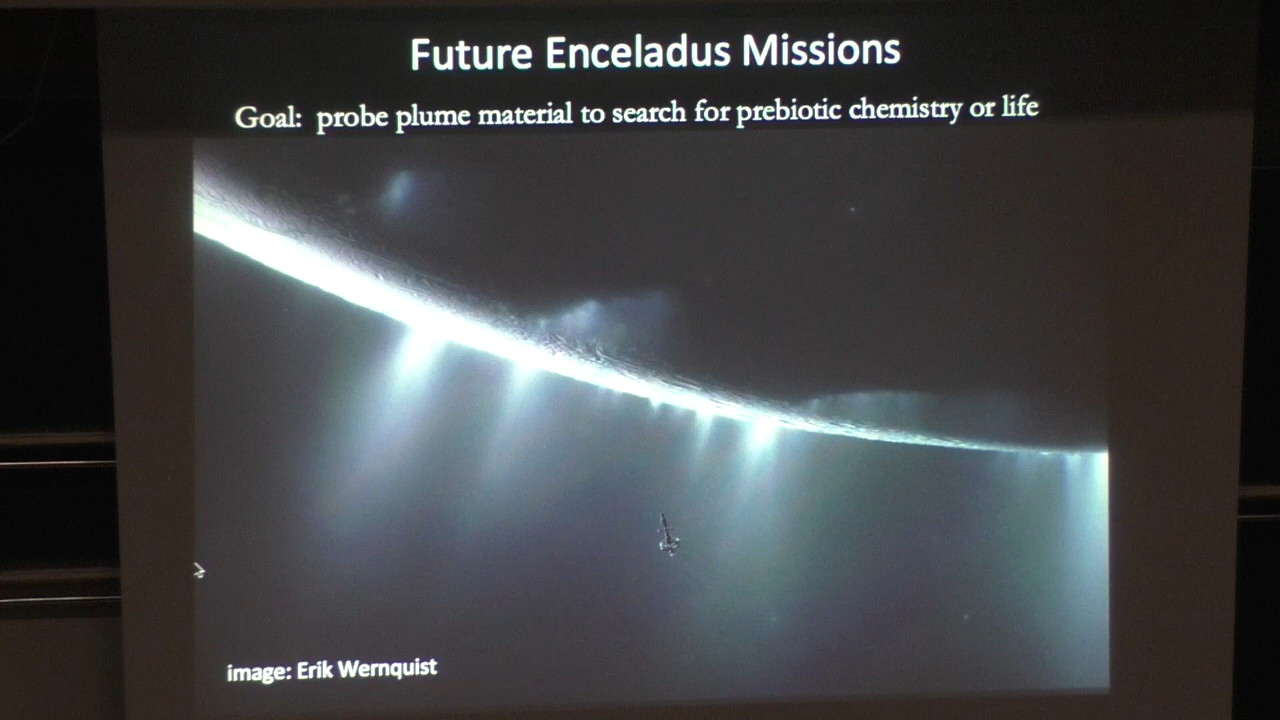 Future Enceladus Missions
Goal: probe plume material to search for prebiotic chemistry or life
image: Erik Wernquist